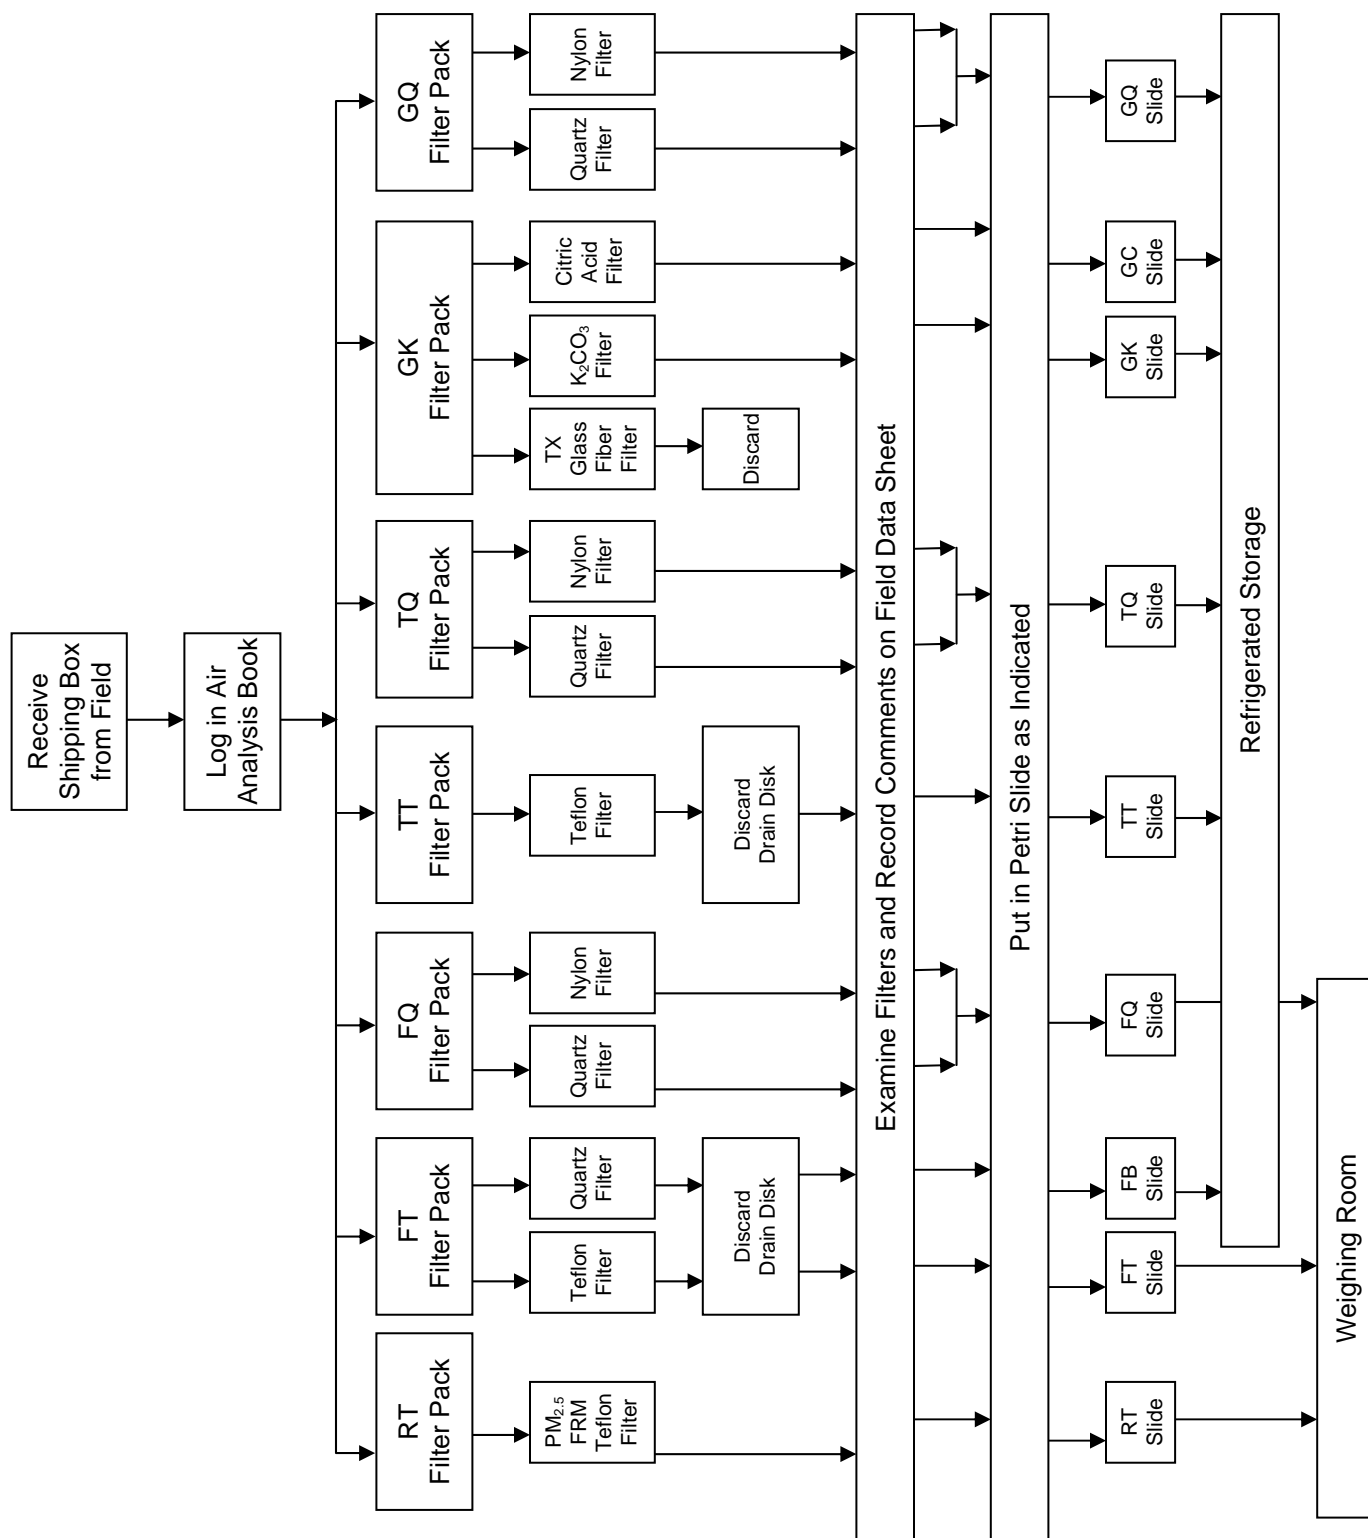 Receive
Shipping Box
from Field
Log in Air
Analysis Book
RT
Filter Pack
FT
Filter Pack
FQ
Filter Pack
TT
Filter Pack
TQ
Filter Pack
GK
Filter Pack
GQ
Filter Pack
PM₂.₅
FRM
Teflon
Filter
Teflon
Filter
Quartz
Filter
Quartz
Filter
Nylon
Filter
Teflon
Filter
Quartz
Filter
Nylon
Filter
TX
Glass
Fiber
Filter
K₂CO₃
Filter
Citric
Acid
Filter
Quartz
Filter
Nylon
Filter
Discard
Drain Disk
Discard
Drain Disk
Discard
Examine Filters and Record Comments on Field Data Sheet
Put in Petri Slide as Indicated
RT
Slide
FT
Slide
FB
Slide
FQ
Slide
TT
Slide
TQ
Slide
GK
Slide
GC
Slide
GQ
Slide
Refrigerated Storage
Weighing Room